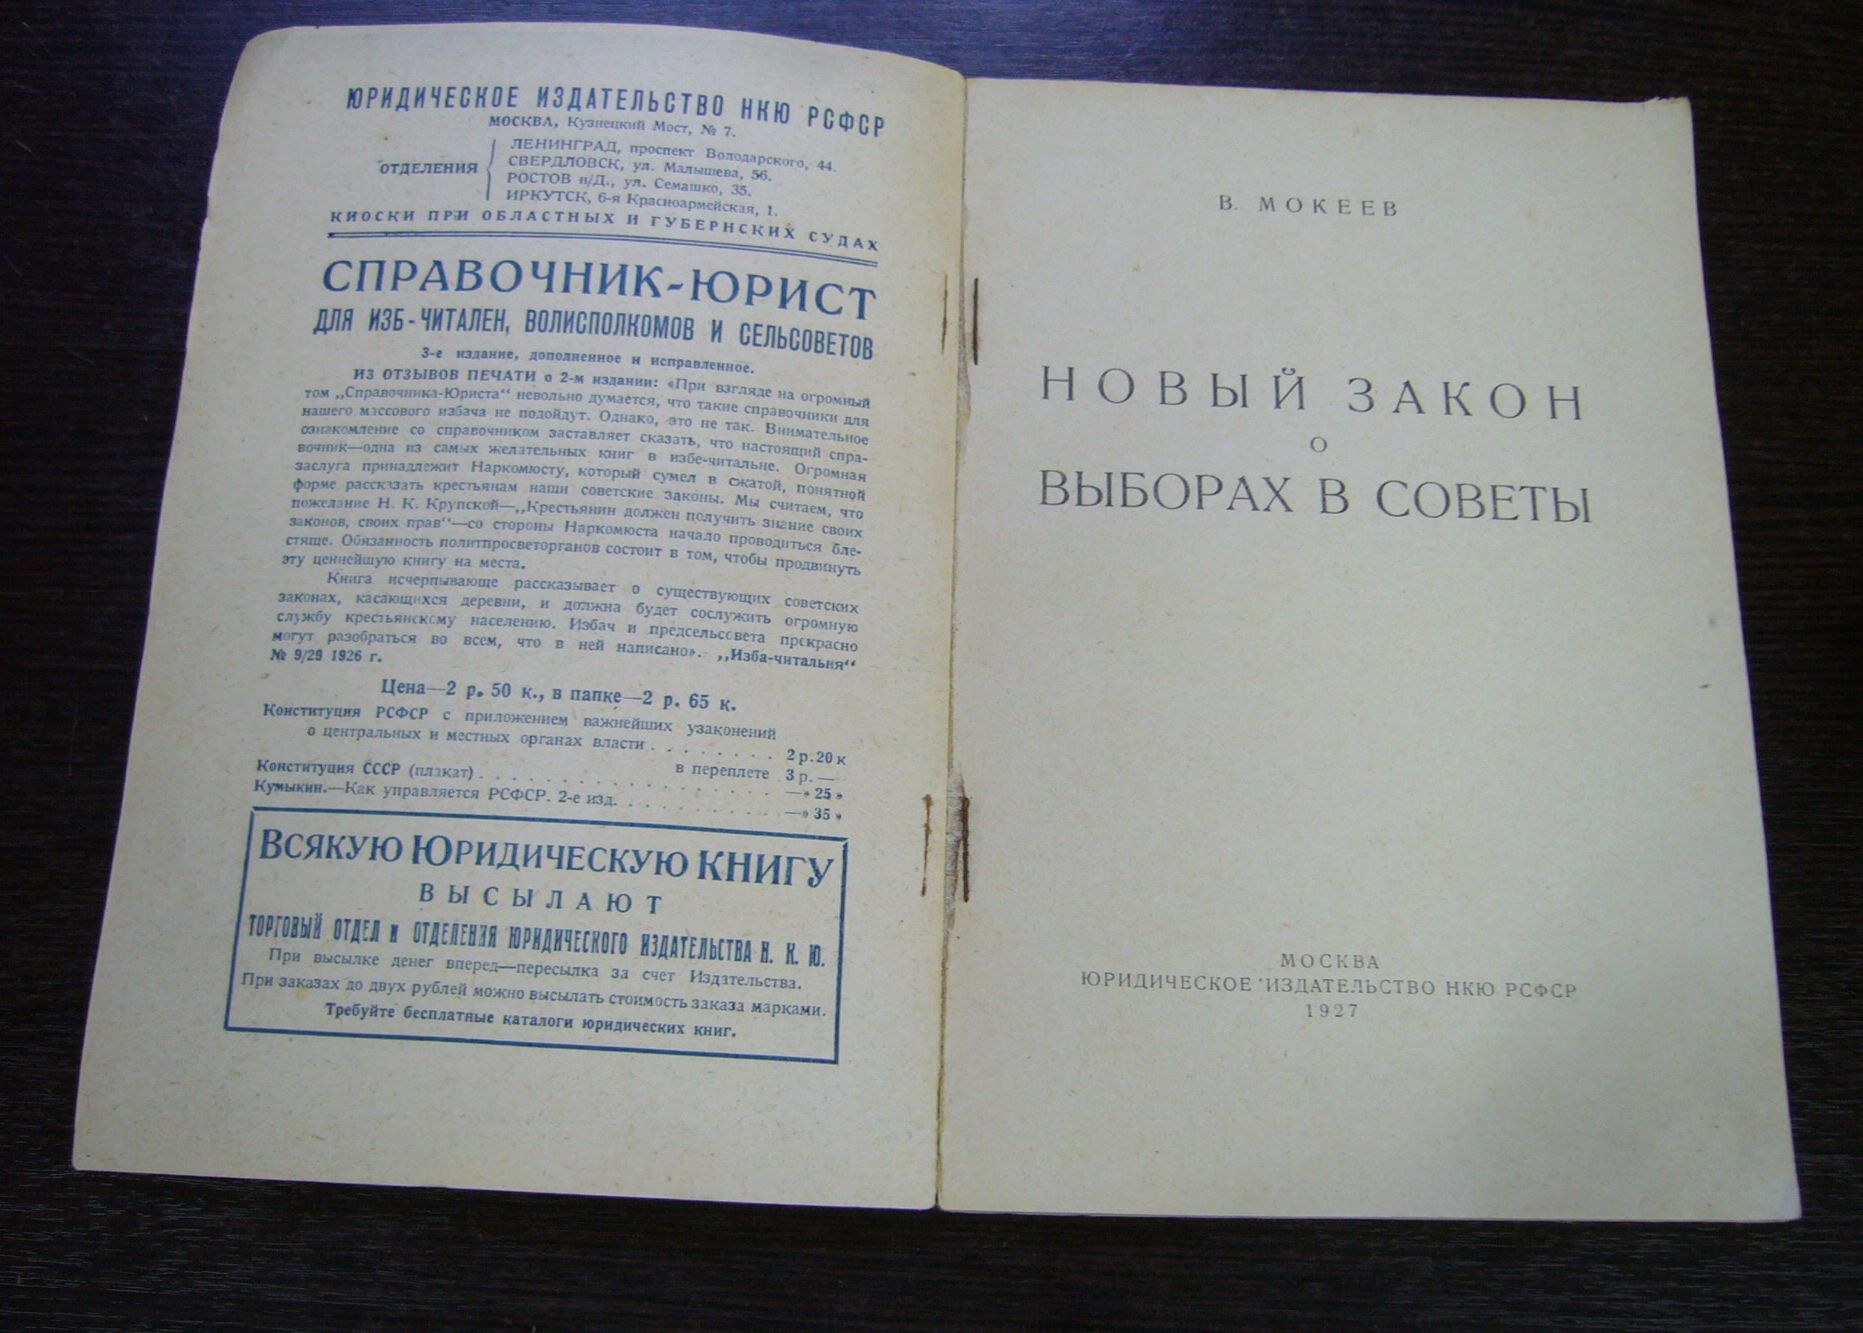 ЮРИДИЧЕСКОЕ ИЗДАТЕЛЬСТВО НКЮ РСФСР
МОСКВА, Кузнецкий Мост, № 7.
ОТДЕЛЕНИЯ
ЛЕНИНГРАД, проспект Володарского, 44.
СВЕРДЛОВСК, ул. Малышева, 56.
РОСТОВ н/Д., ул. Семашко, 35.
ИРКУТСК, 6-я Красноармейская, 1.
КИОСКИ ПРИ ОБЛАСТНЫХ И ГУБЕРНСКИХ СУДАХ
СПРАВОЧНИК-ЮРИСТ
ДЛЯ ИЗБ-ЧИТАЛЕН, ВОЛИСПОЛКОМОВ И СЕЛЬСОВЕТОВ
3-е издание, дополненное и исправленное.
ИЗ ОТЗЫВОВ ПЕЧАТИ о 2-м издании: «При взгляде на огромный
том „Справочника-Юриста“ невольно думается, что такие справочники для
нашего массового избача не подойдут. Однако, это не так. Внимательное
ознакомление со справочником заставляет сказать, что настоящий спра-
вочник—одна из самых желательных книг в избе-читальне. Огромная
заслуга принадлежит Наркомюсту, который сумел в сжатой, понятной
форме рассказать крестьянам наши советские законы. Мы считаем, что
пожелание Н. К. Крупской—„Крестьянин должен получить знание своих
законов, своих прав“—со стороны Наркомюста начало проводиться бле-
стяще. Обязанность политпросветорганов состоит в том, чтобы продвинуть
эту ценнейшую книгу на места.
Книга исчерпывающе рассказывает о существующих советских
законах, касающихся деревни, и должна будет сослужить огромную
службу крестьянскому населению. Избач и предсельсовета прекрасно
могут разобраться во всем, что в ней написано». „Изба-читальня“
№ 9/29 1926 г.
Цена—2 р. 50 к., в папке—2 р. 65 к.
Конституция РСФСР с приложением важнейших узаконений
о центральных и местных органах власти . . . . . . . . 2 р. 20 к
в переплете 3 р. —
Конституция СССР (плакат) . . . . . . . . . . . . . . . —» 25 »
Кумыкин.—Как управляется РСФСР. 2-е изд. . . . . . . . . —» 35 »
ВСЯКУЮ ЮРИДИЧЕСКУЮ КНИГУ
ВЫСЫЛАЮТ
ТОРГОВЫЙ ОТДЕЛ и ОТДЕЛЕНИЯ ЮРИДИЧЕСКОГО ИЗДАТЕЛЬСТВА Н. К. Ю.
При высылке денег вперед—пересылка за счет Издательства.
При заказах до двух рублей можно высылать стоимость заказа марками.
Требуйте бесплатные каталоги юридических книг.
В. МОКЕЕВ
НОВЫЙ ЗАКОН
О
ВЫБОРАХ В СОВЕТЫ
МОСКВА
ЮРИДИЧЕСКОЕ ИЗДАТЕЛЬСТВО НКЮ РСФСР
1927